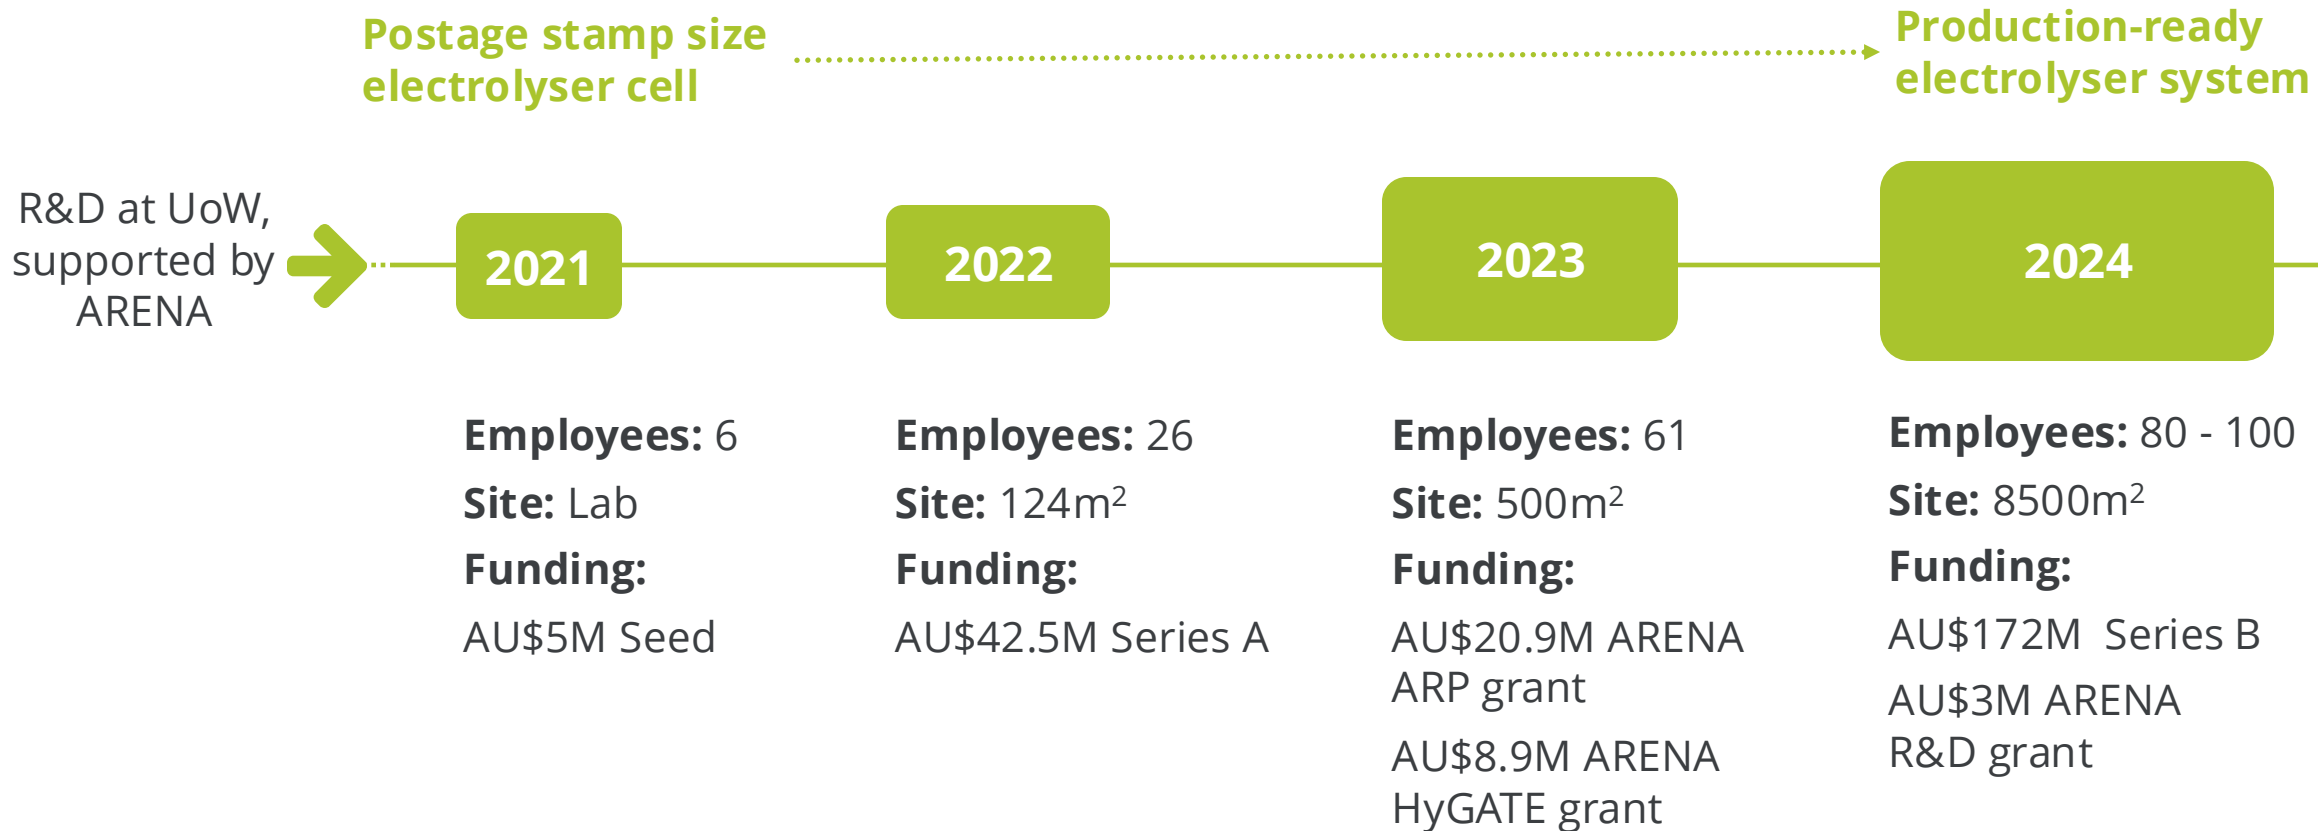 Postage stamp size
electrolyser cell
Production-ready
electrolyser system
R&D at UoW,
supported by
ARENA
2021
2022
2023
2024
Employees: 6
Site: Lab
Funding:
AU$5M Seed
Employees: 26
Site: 124m²
Funding:
AU$42.5M Series A
Employees: 61
Site: 500m²
Funding:
AU$20.9M ARENA
ARP grant
AU$8.9M ARENA
HyGATE grant
Employees: 80 - 100
Site: 8500m²
Funding:
AU$172M  Series B
AU$3M ARENA
R&D grant